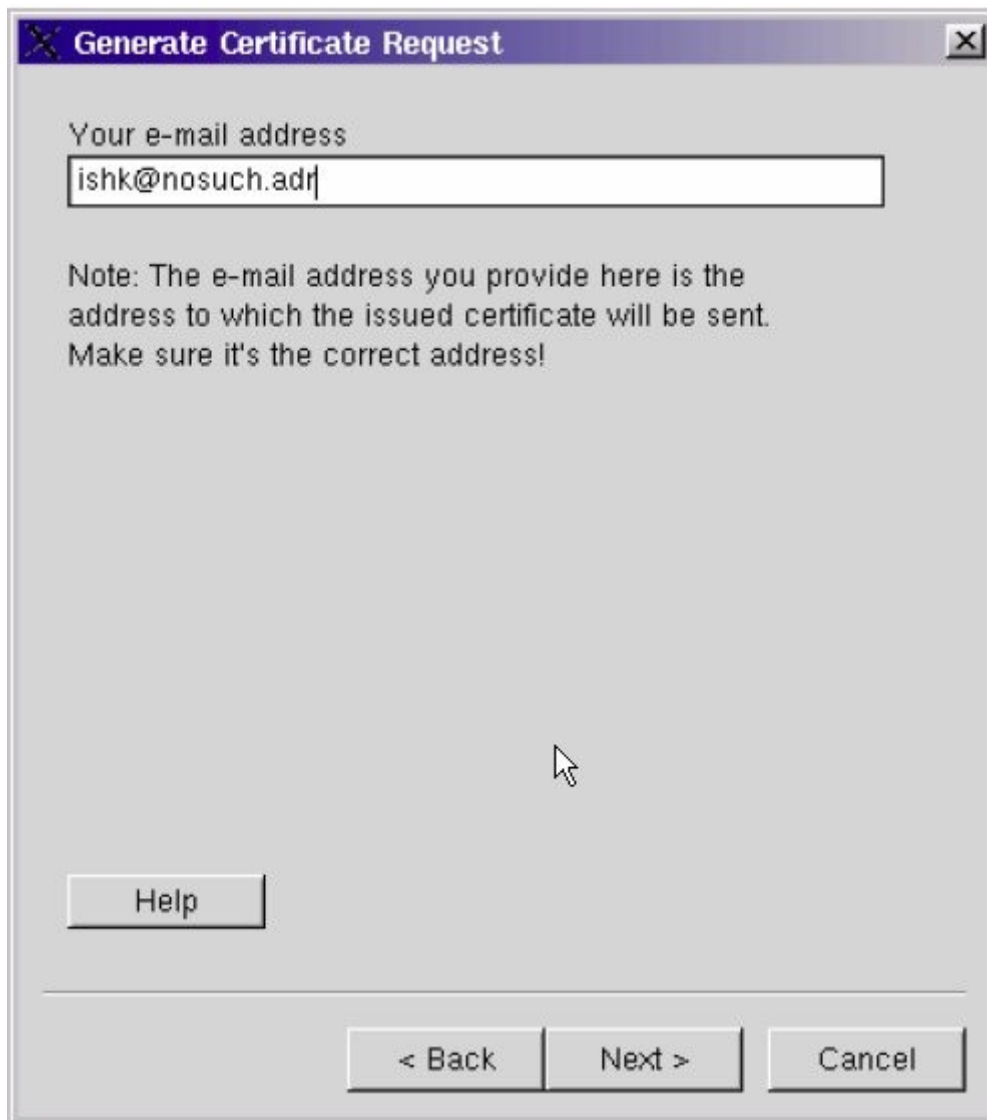 Generate Certificate Request
Your e-mail address
ishk@nosuch.adr
Note: The e-mail address you provide here is the
address to which the issued certificate will be sent.
Make sure it's the correct address!
Help
< Back Next > Cancel